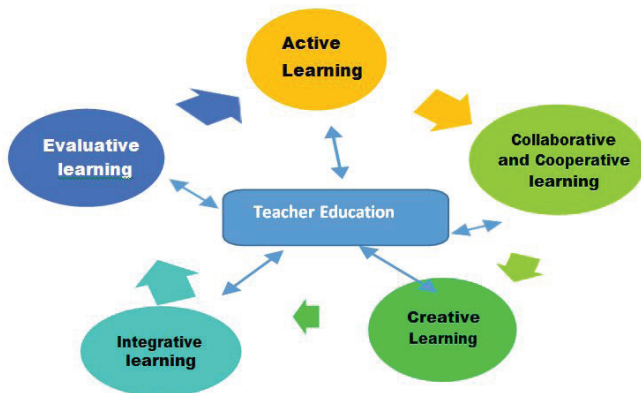 Active
Learning
Evaluative
learning
Collaborative
and Cooperative
learning
Teacher Education
Integrative
learning
Creative
Learning